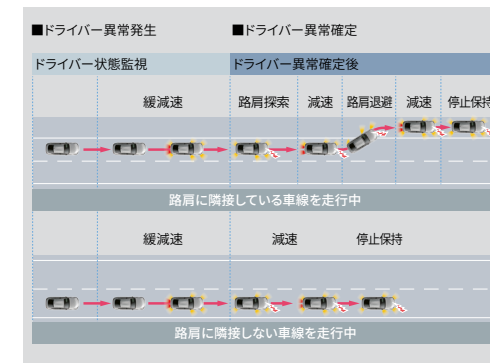 ■ドライバー異常発生 ■ドライバー異常確定
ドライバー状態監視 ドライバー異常確定後
緩減速 路肩探索 減速 路肩退避 減速 停止保持
路肩に隣接している車線を走行中
緩減速 減速 停止保持
路肩に隣接しない車線を走行中